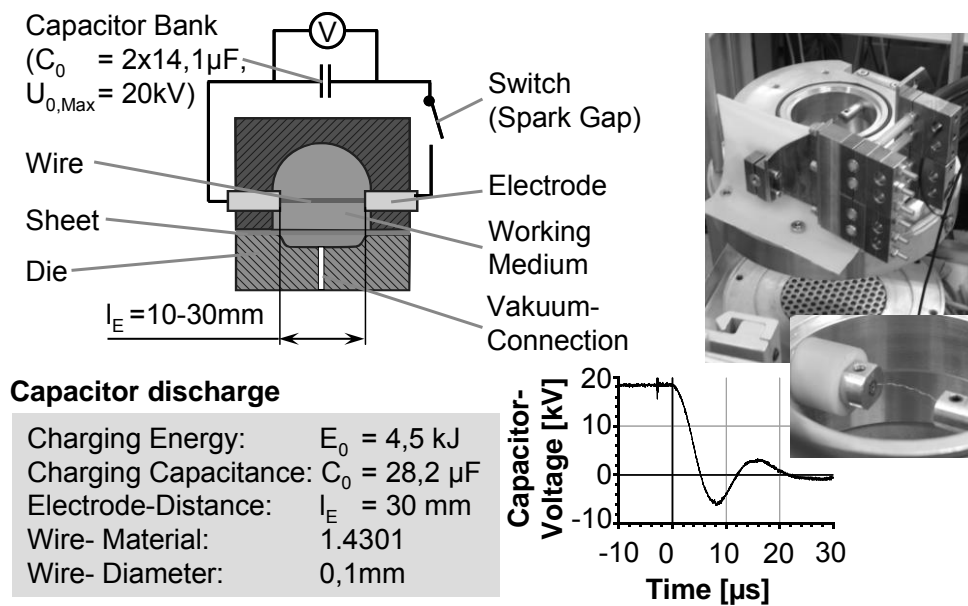 Capacitor Bank
(C₀ = 2x14,1µF,
U₀,Max = 20kV)
V
Switch
(Spark Gap)
Wire
Electrode
Sheet
Working
Medium
Die
l_E =10-30mm
Vakuum-
Connection
Capacitor discharge
Charging Energy: E₀ = 4,5 kJ
Charging Capacitance: C₀ = 28,2 µF
Electrode-Distance: l_E = 30 mm
Wire- Material: 1.4301
Wire- Diameter: 0,1mm
Capacitor-
Voltage [kV]
20
10
0
-10
-10 0 10 20 30
Time [µs]